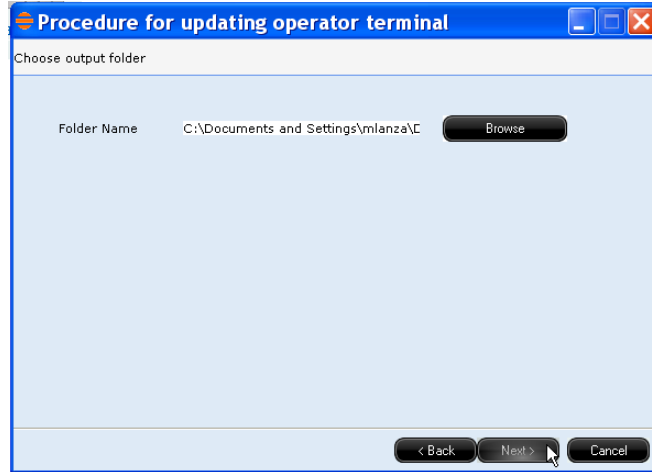 Procedure for updating operator terminal
Choose output folder
Folder Name C:\Documents and Settings\mlanza\D Browse
< Back Next > Cancel